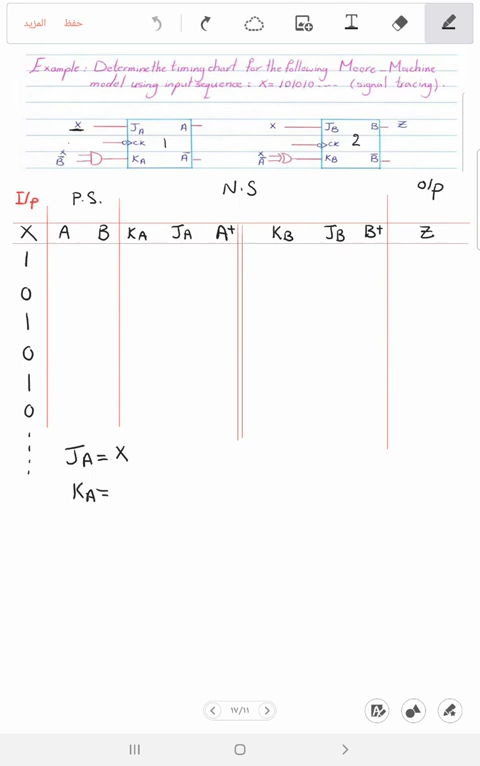 المزيد
حفظ
T
Example: Determine the timing chart for the following Moore-Machine
model using input sequence: X = 101010.... (signal tracing).
X JA A
CK 1
X B̅ KA A̅
X JB B Z
CK 2
X A̅ KB B̅
I/p P.S. N.S O/P
X A B KA JA A+ KB JB B+ Z
1
0
1
0
1
0
JA = X
KA =
١٧/١١